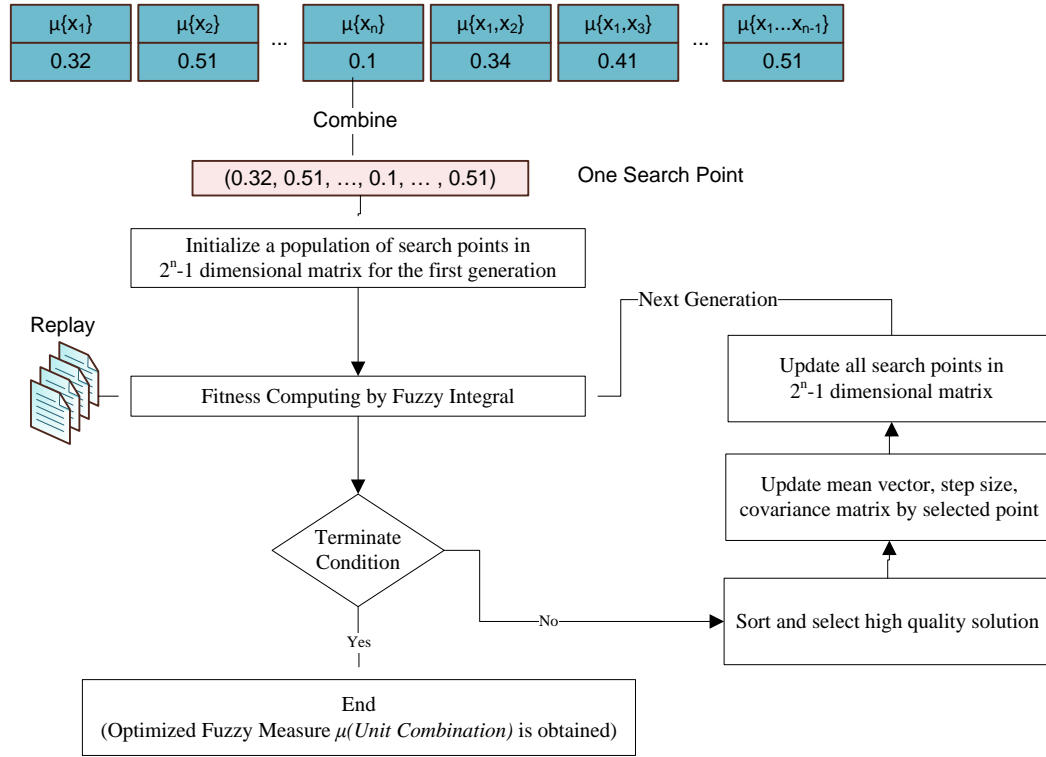 μ{x₁} μ{x₂} ... μ{xₙ} μ{x₁,x₂} μ{x₁,x₃} ... μ{x₁...xₙ₋₁}
0.32 0.51 0.1 0.34 0.41 0.51
Combine
(0.32, 0.51, ..., 0.1, ... , 0.51)
One Search Point
Initialize a population of search points in
2ⁿ-1 dimensional matrix for the first generation
Next Generation
Replay
Fitness Computing by Fuzzy Integral
Update all search points in
2ⁿ-1 dimensional matrix
Update mean vector, step size,
covariance matrix by selected point
Terminate
Condition
No
Sort and select high quality solution
Yes
End
(Optimized Fuzzy Measure μ(Unit Combination) is obtained)